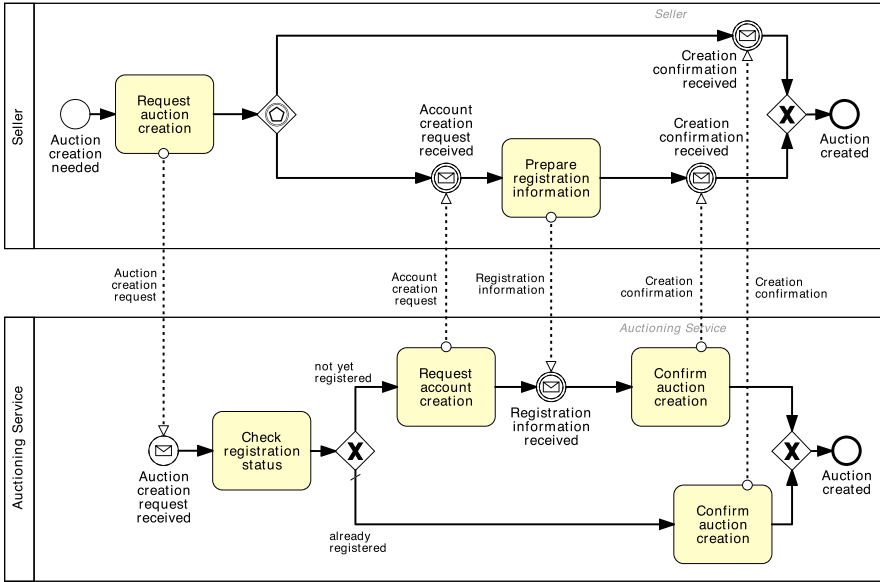 Seller
Seller
Creation
confirmation
received
Request
auction
creation
Account
creation
request
received
Creation
confirmation
received
Auction
creation
needed
Auction
created
Prepare
registration
information
Auction
creation
request
Account
creation
request
Registration
information
Creation
confirmation
Creation
confirmation
Auctioning Service
Auctioning Service
not yet
registered
Request
account
creation
Confirm
auction
creation
Registration
information
received
Check
registration
status
Auction
creation
request
received
Auction
created
already
registered
Confirm
auction
creation